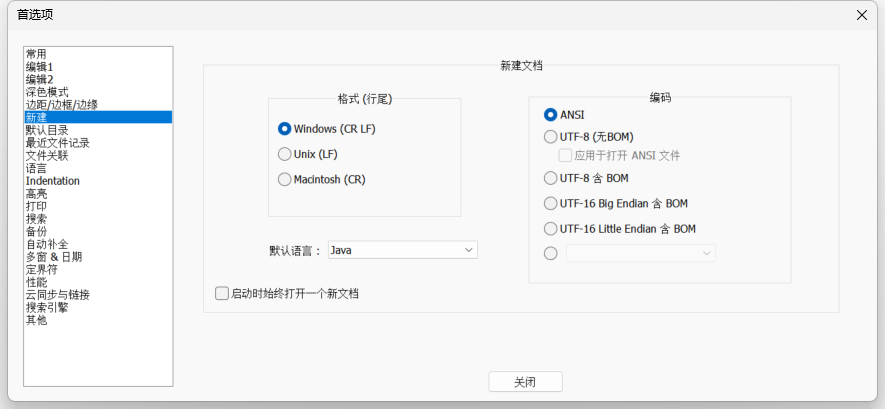 首选项
常用
编辑1
编辑2
深色模式
边距/边框/边缘
新建
默认目录
最近文件记录
文件关联
语言
Indentation
高亮
打印
搜索
备份
自动补全
多窗 & 日期
定界符
性能
云同步与链接
搜索引擎
其他
新建文档
格式 (行尾)
Windows (CR LF)
Unix (LF)
Macintosh (CR)
默认语言：
Java
启动时始终打开一个新文档
编码
ANSI
UTF-8 (无BOM)
应用于打开 ANSI 文件
UTF-8 含 BOM
UTF-16 Big Endian 含 BOM
UTF-16 Little Endian 含 BOM
关闭